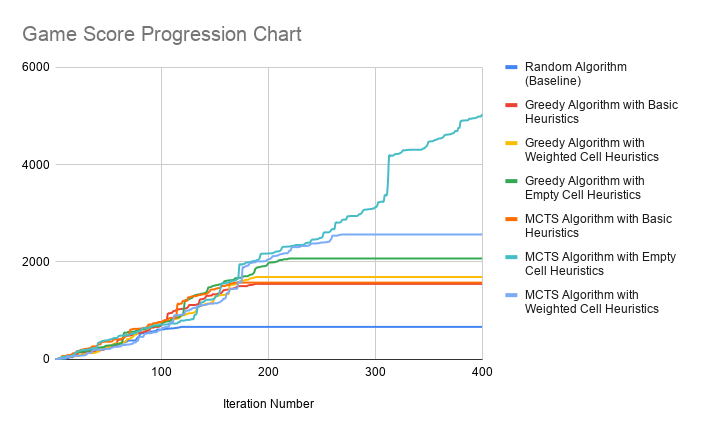 Game Score Progression Chart
6000
4000
2000
0
100
200
300
400
Iteration Number
Random Algorithm
(Baseline)
Greedy Algorithm with Basic
Heuristics
Greedy Algorithm with
Weighted Cell Heuristics
Greedy Algorithm with
Empty Cell Heuristics
MCTS Algorithm with Basic
Heuristics
MCTS Algorithm with Empty
Cell Heuristics
MCTS Algorithm with
Weighted Cell Heuristics